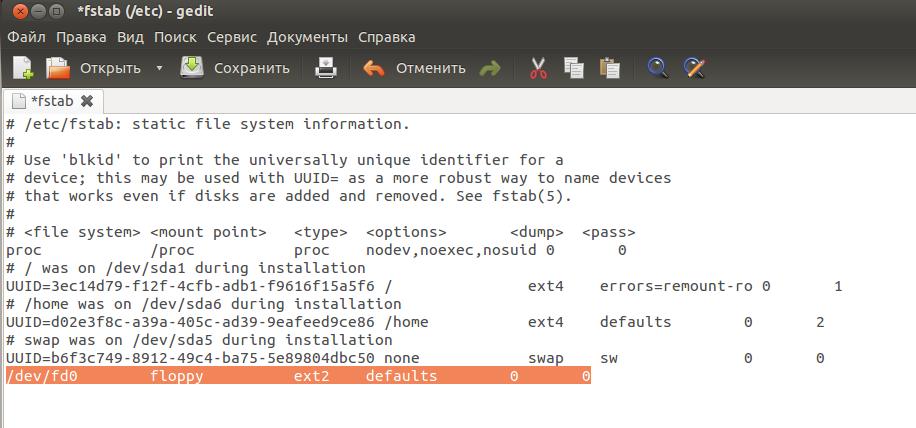 *fstab (/etc) - gedit
Файл Правка Вид Поиск Сервис Документы Справка
Открыть Сохранить Отменить
*fstab
# /etc/fstab: static file system information.
#
# Use 'blkid' to print the universally unique identifier for a
# device; this may be used with UUID= as a more robust way to name devices
# that works even if disks are added and removed. See fstab(5).
#
# <file system> <mount point>   <type>  <options>       <dump>  <pass>
proc            /proc           proc    nodev,noexec,nosuid 0       0
# / was on /dev/sda1 during installation
UUID=3ec14d79-f12f-4cfb-adb1-f9616f15a5f6 /               ext4    errors=remount-ro 0       1
# /home was on /dev/sda6 during installation
UUID=d02e3f8c-a39a-405c-ad39-9eafeed9ce86 /home           ext4    defaults        0       2
# swap was on /dev/sda5 during installation
UUID=b6f3c749-8912-49c4-ba75-5e89804dbc50 none            swap    sw              0       0
/dev/fd0        floppy          ext2    defaults        0       0